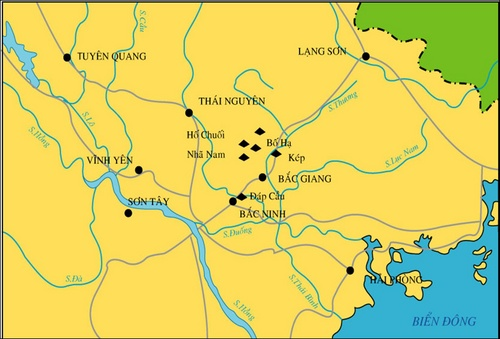 S.Cầu
LẠNG SƠN
TUYÊN QUANG
THÁI NGUYÊN
S.Thương
S.Lô
S.Hồng
Hố Chuối
Bố Hạ
Nhã Nam
Kép
S.Lục Nam
VĨNH YÊN
BẮC GIANG
SƠN TÂY
Đáp Cầu
BẮC NINH
S.Đuống
S.Đà
S.Thái Bình
HẢI PHÒNG
S.Hồng
BIỂN ĐÔNG